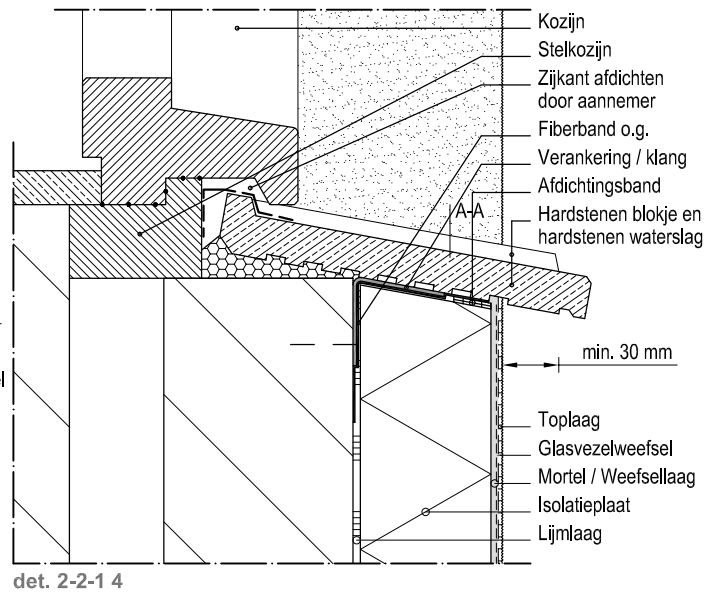 Kozijn
Stelkozijn
Zijkant afdichten
door aannemer
Fiberband o.g.
Verankering / klang
Afdichtingsband
A-A
Hardstenen blokje en
hardstenen waterslag
min. 30 mm
Toplaag
Glasvezelweefsel
Mortel / Weefsellaag
Isolatieplaat
Lijmlaag
det. 2-2-1 4